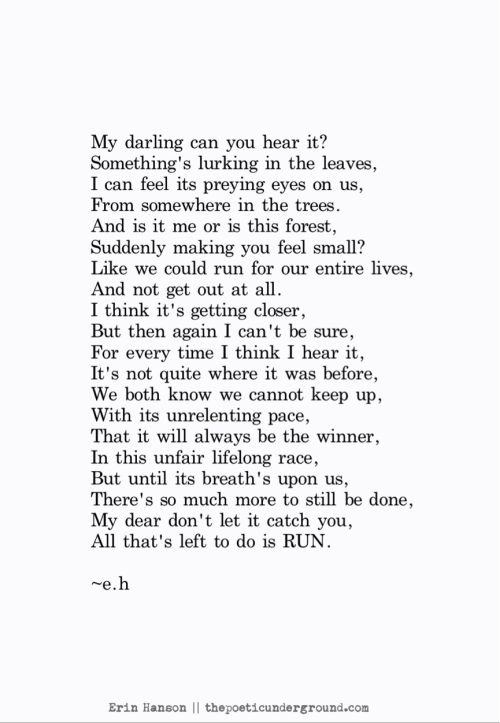 My darling can you hear it?
Something's lurking in the leaves,
I can feel its preying eyes on us,
From somewhere in the trees.
And is it me or is this forest,
Suddenly making you feel small?
Like we could run for our entire lives,
And not get out at all.
I think it's getting closer,
But then again I can't be sure,
For every time I think I hear it,
It's not quite where it was before,
We both know we cannot keep up,
With its unrelenting pace,
That it will always be the winner,
In this unfair lifelong race,
But until its breath's upon us,
There's so much more to still be done,
My dear don't let it catch you,
All that's left to do is RUN.
~e.h
Erin Hanson || thepoeticunderground.com